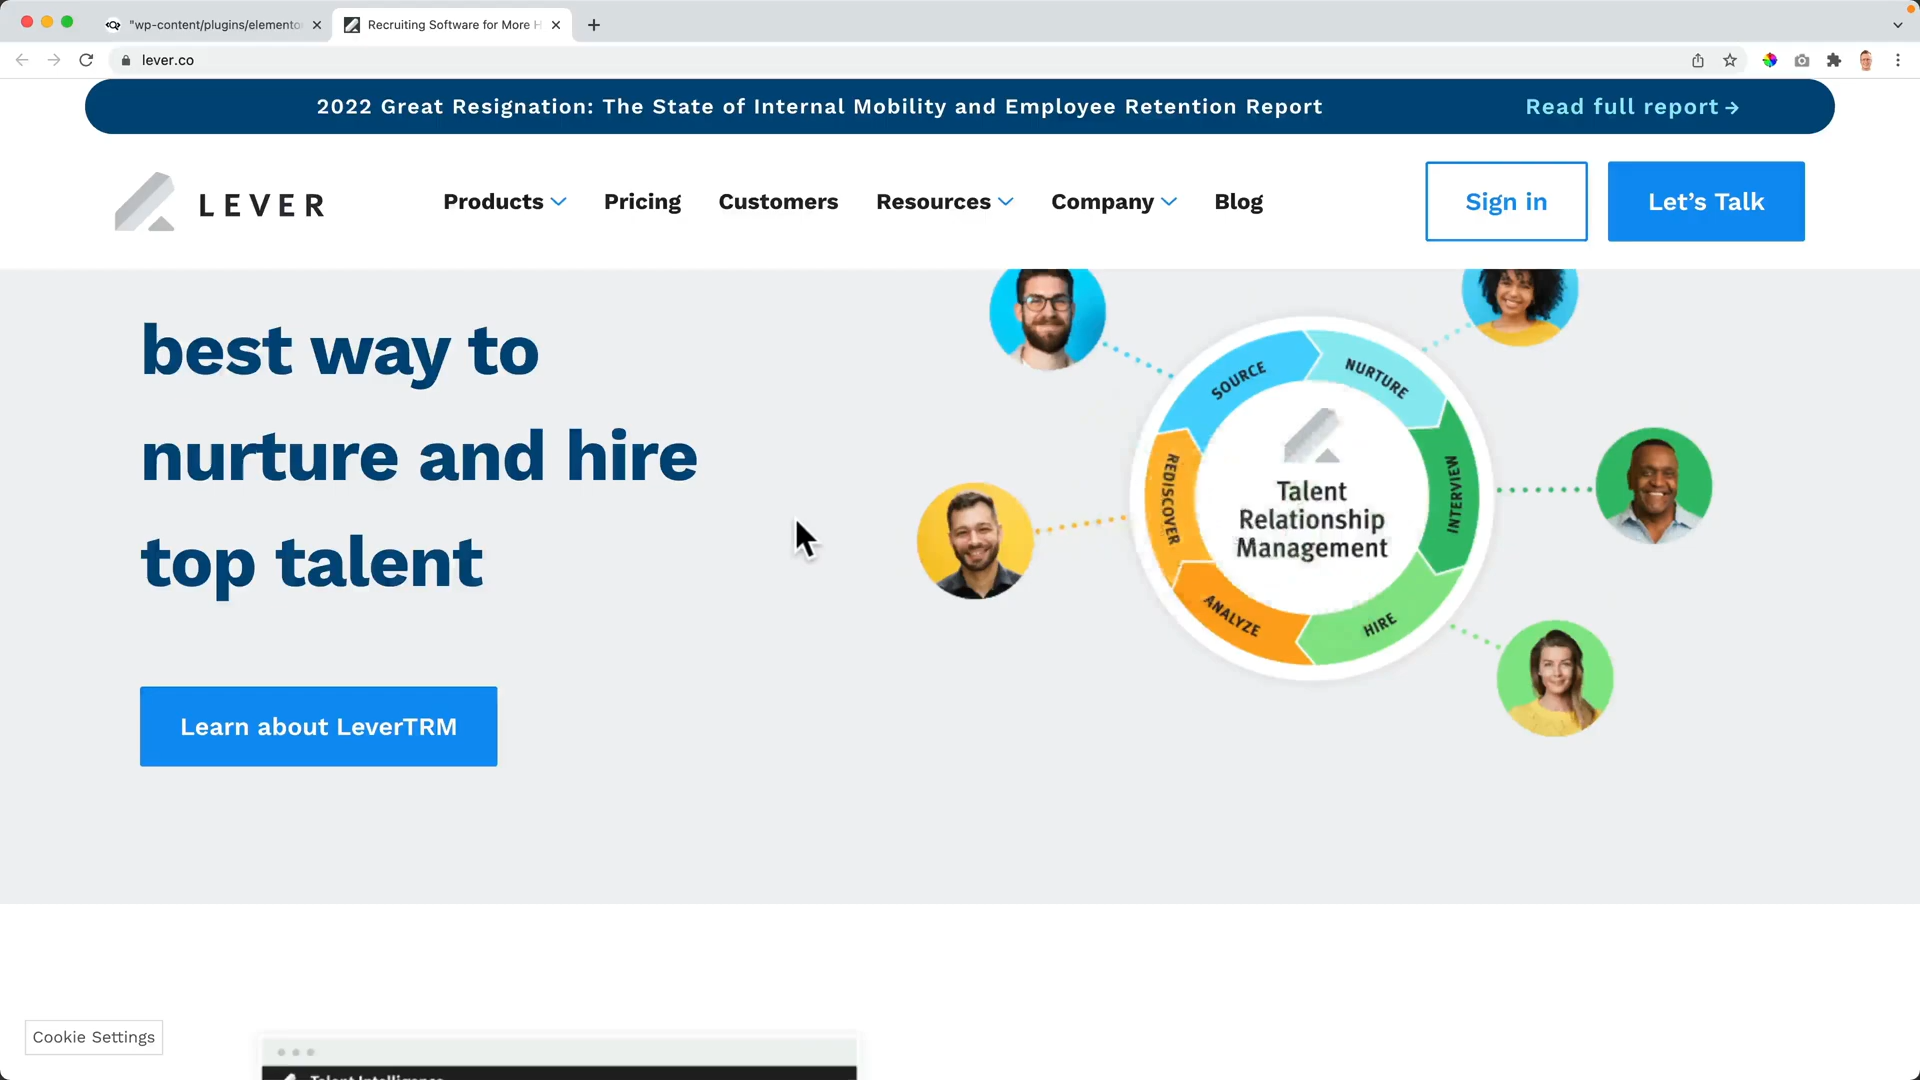 "wp-content/plugins/elemento
Recruiting Software for More H
lever.co
2022 Great Resignation: The State of Internal Mobility and Employee Retention Report
Read full report →
LEVER
Products
Pricing
Customers
Resources
Company
Blog
Sign in
Let’s Talk
best way to
nurture and hire
top talent
Learn about LeverTRM
SOURCE
NURTURE
INTERVIEW
HIRE
ANALYZE
REDISCOVER
Talent
Relationship
Management
Cookie Settings
Talent Intelligence